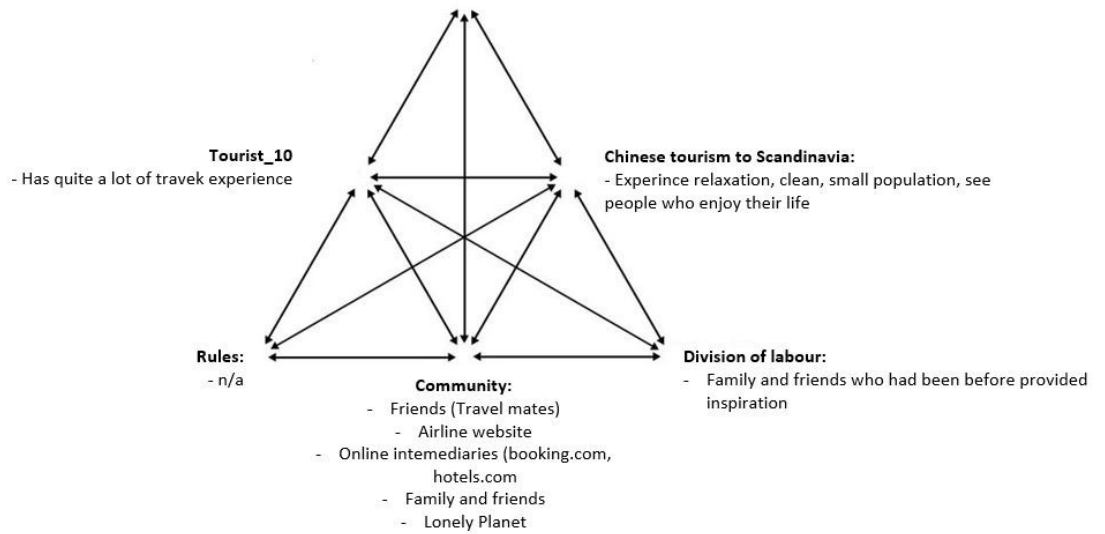 Tourist_10
- Has quite a lot of travek experience
Chinese tourism to Scandinavia:
- Experince relaxation, clean, small population, see
people who enjoy their life
Rules:
- n/a
Community:
- Friends (Travel mates)
- Airline website
- Online intemediaries (booking.com,
hotels.com
- Family and friends
- Lonely Planet
Division of labour:
- Family and friends who had been before provided
inspiration